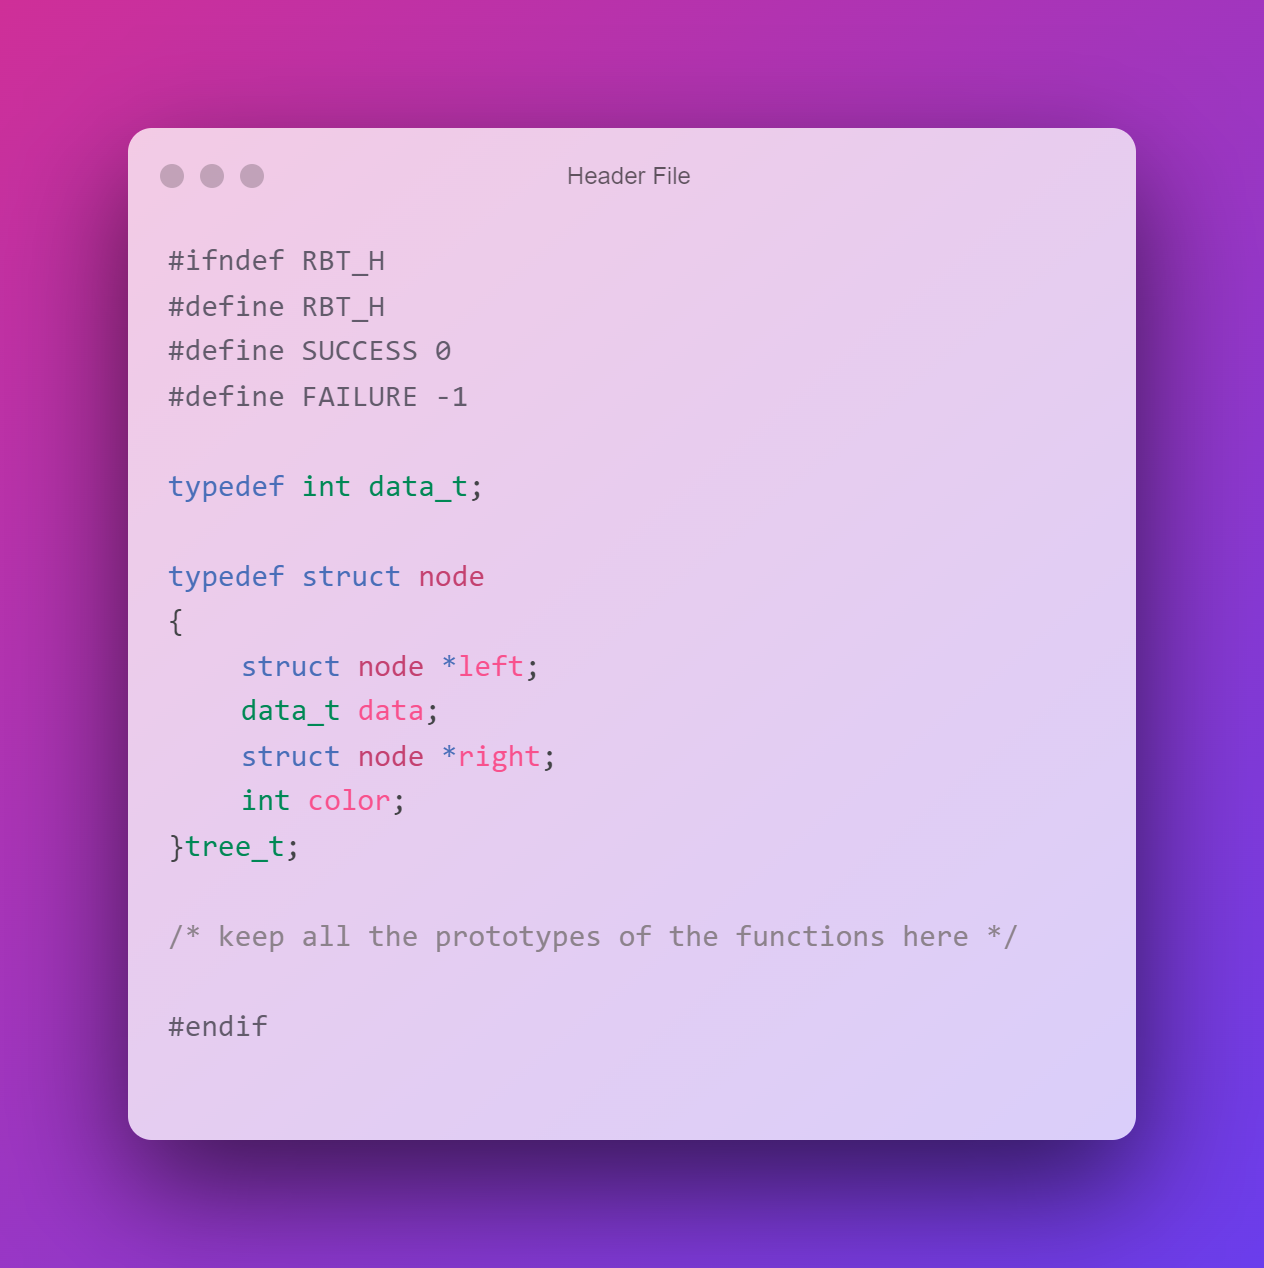 Header File
#ifndef RBT_H
#define RBT_H
#define SUCCESS 0
#define FAILURE -1
typedef int data_t;
typedef struct node
{
struct node *left;
data_t data;
struct node *right;
int color;
}tree_t;
/* keep all the prototypes of the functions here */
#endif